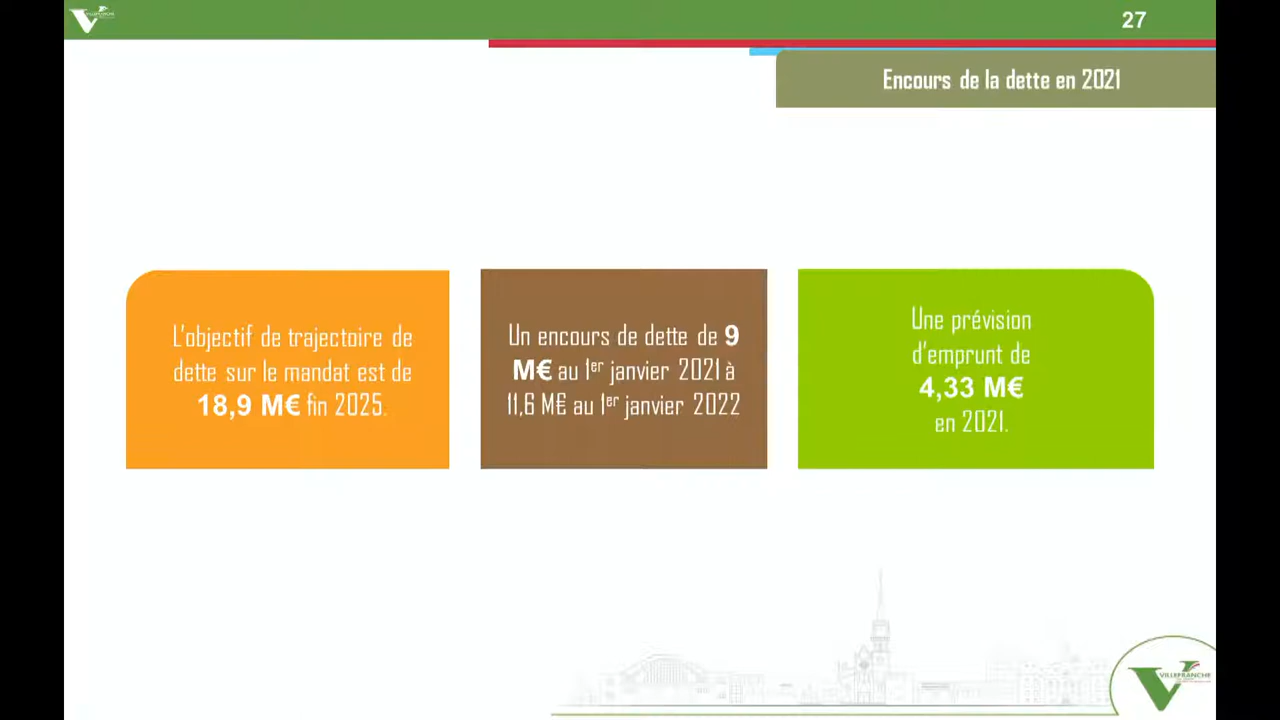 VILLEFRANCHE
27
Encours de la dette en 2021
L'objectif de trajectoire de
dette sur le mandat est de
18,9 M€ fin 2025.
Un encours de dette de 9
M€ au 1er janvier 2021 à
11,6 M€ au 1er janvier 2022
Une prévision
d'emprunt de
4,33 M€
en 2021.
VILLEFRANCHE